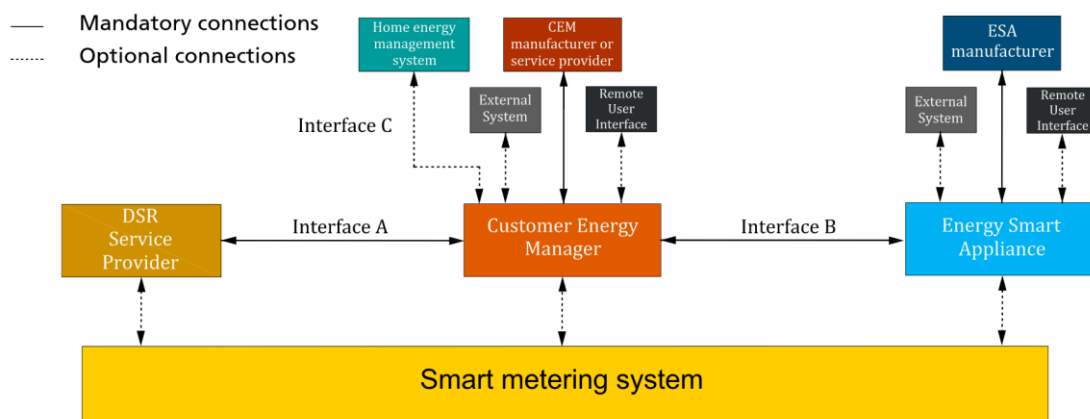 Mandatory connections
Optional connections
Home energy
management
system
CEM
manufacturer or
service provider
ESA
manufacturer
External
System
Remote
User
Interface
External
System
Remote
User
Interface
Interface C
DSR
Service
Provider
Interface A
Customer Energy
Manager
Interface B
Energy Smart
Appliance
Smart metering system